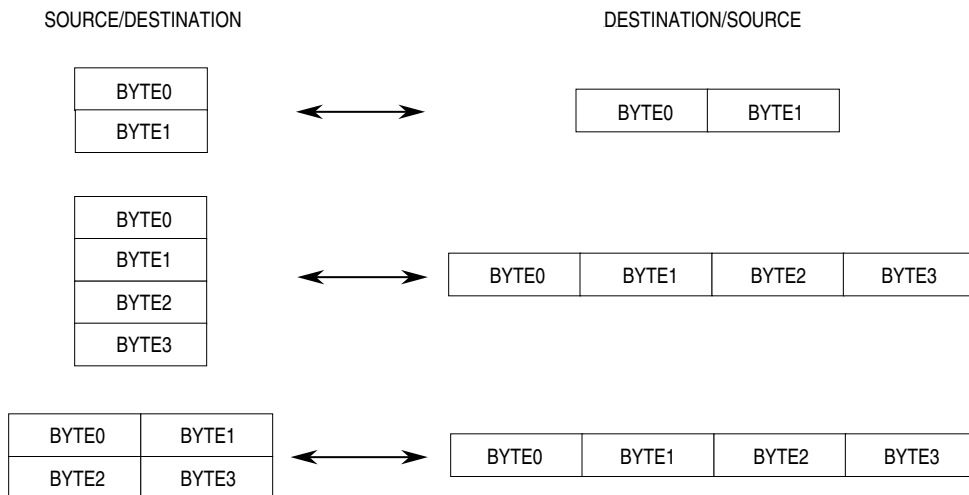 SOURCE/DESTINATION DESTINATION/SOURCE
BYTE0
BYTE1
BYTE0 BYTE1
BYTE0
BYTE1
BYTE2
BYTE3
BYTE0 BYTE1 BYTE2 BYTE3
BYTE0 BYTE1
BYTE2 BYTE3
BYTE0 BYTE1 BYTE2 BYTE3